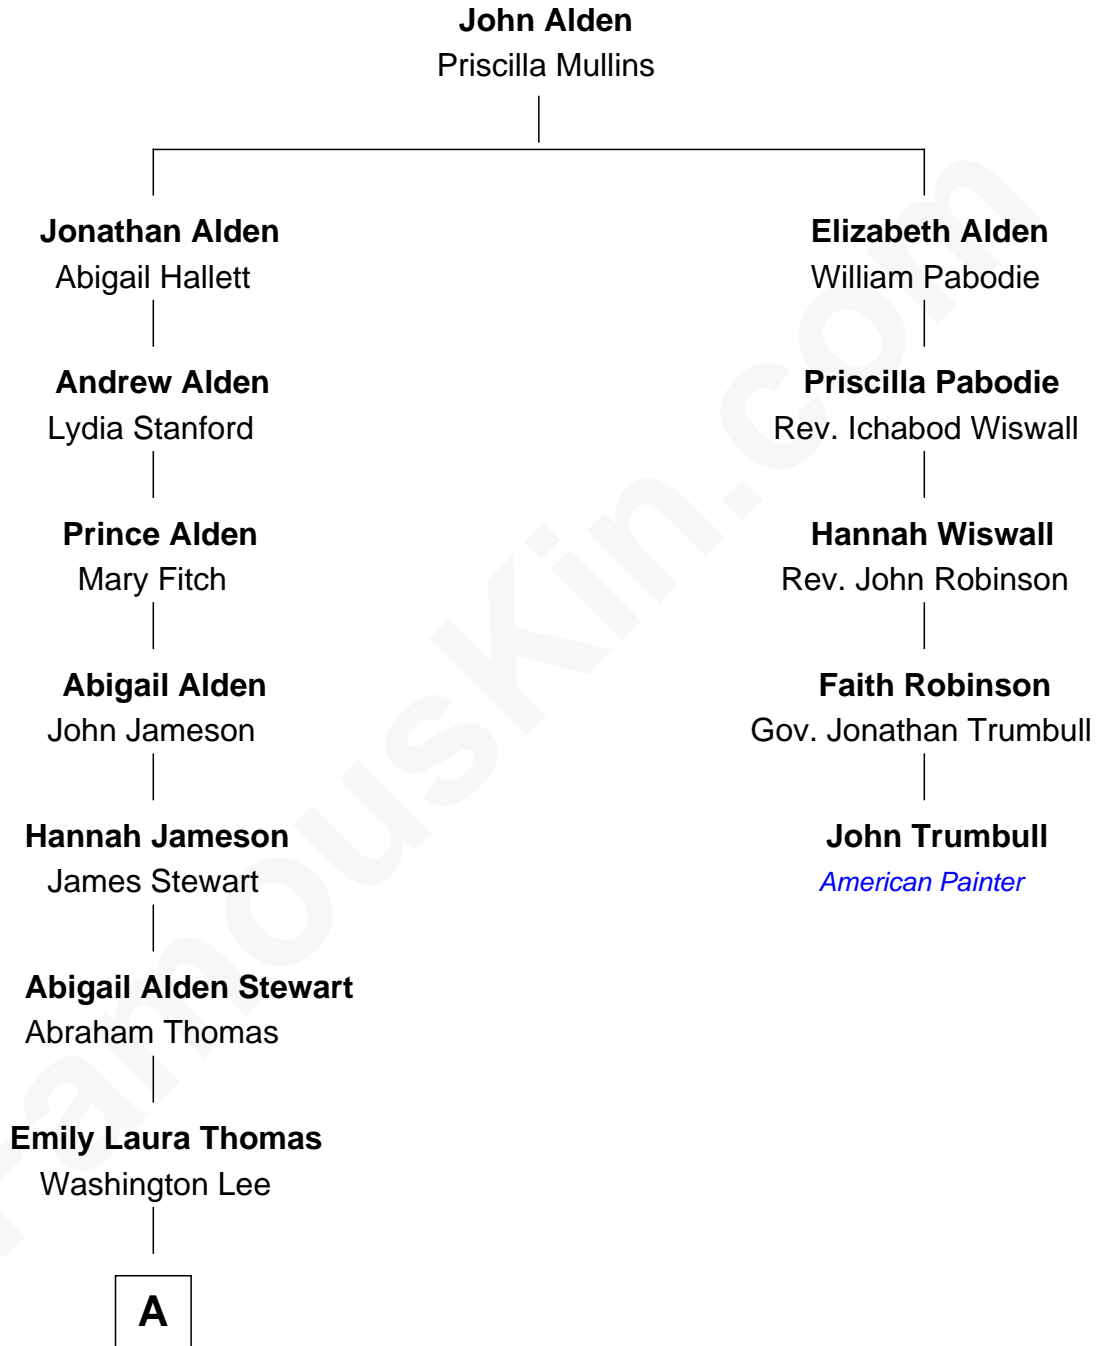 John Alden
Priscilla Mullins
Jonathan Alden
Abigail Hallett
Andrew Alden
Lydia Stanford
Prince Alden
Mary Fitch
Abigail Alden
John Jameson
Hannah Jameson
James Stewart
Abigail Alden Stewart
Abraham Thomas
Emily Laura Thomas
Washington Lee
A
Elizabeth Alden
William Pabodie
Priscilla Pabodie
Rev. Ichabod Wiswall
Hannah Wiswall
Rev. John Robinson
Faith Robinson
Gov. Jonathan Trumbull
John Trumbull
American Painter
FamousKin.com